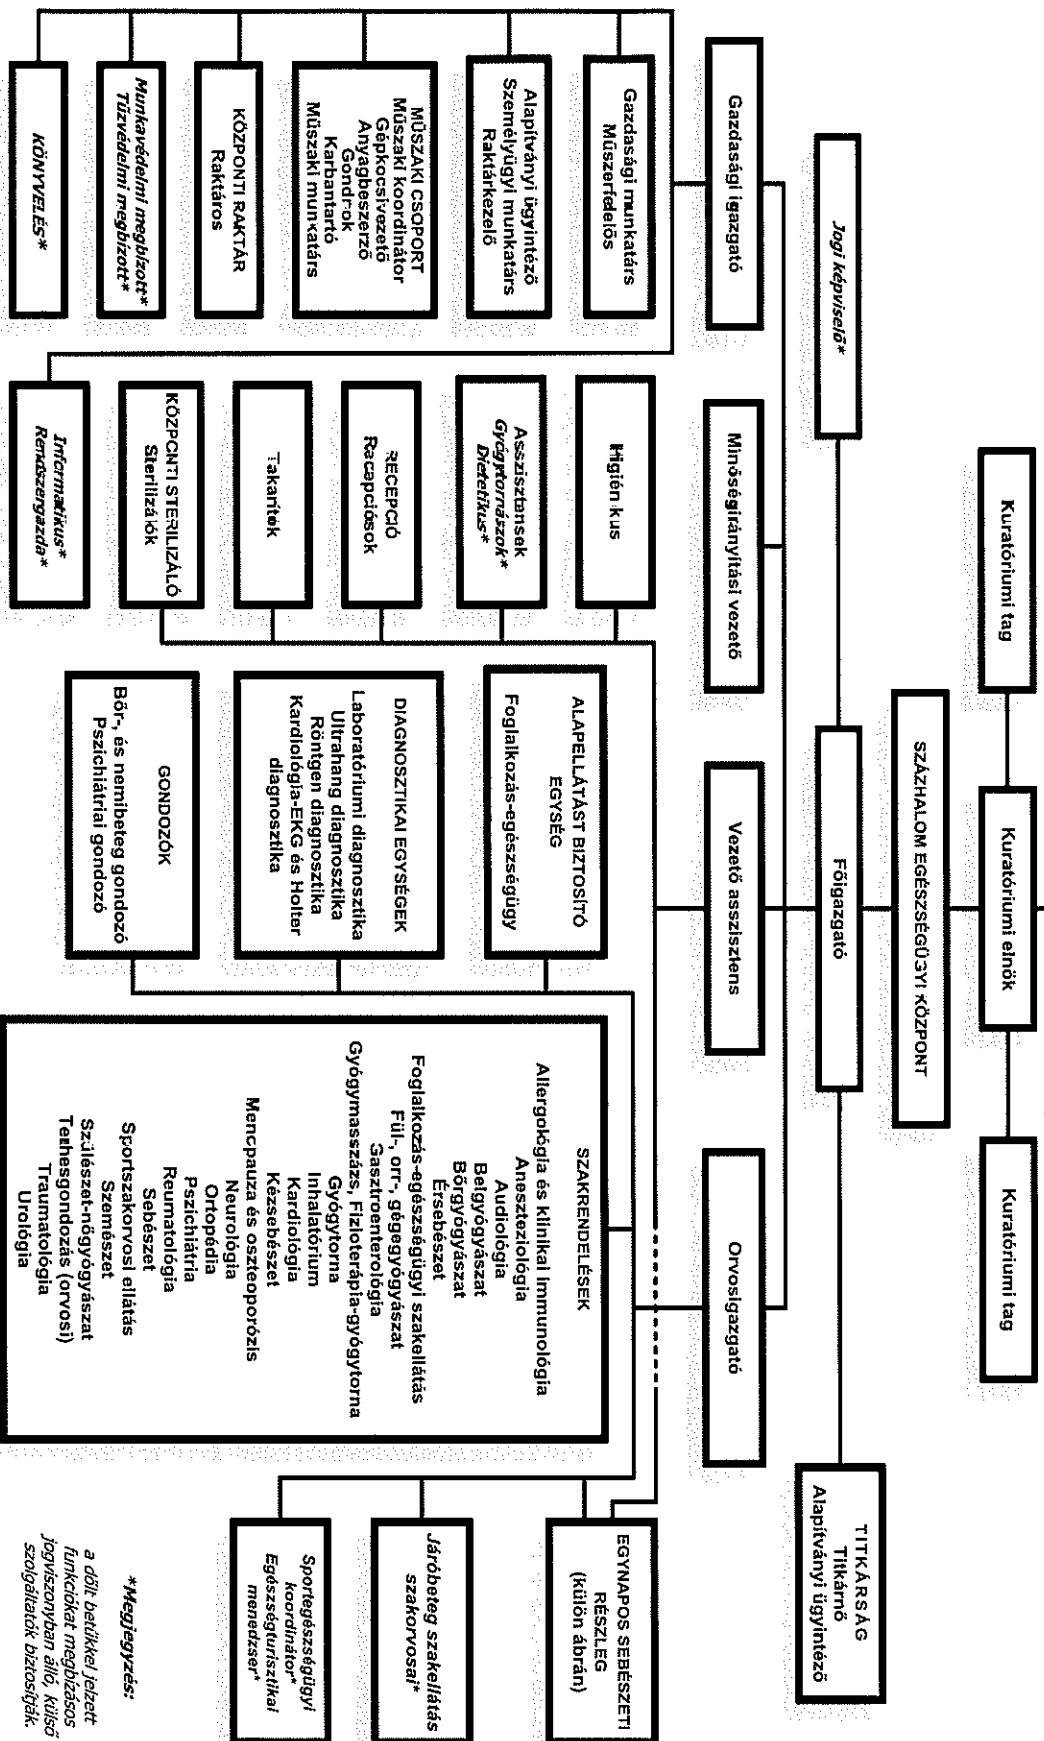 Kuratóriumi tag
Kuratóriumi elnök
Kuratóriumi tag
SZÁZHALOM EGÉSZSÉGÜGYI KÖZPONT
Jogi képviselő*
Főigazgató
TITKÁRSÁG
Titkárnő
Alapítványi ügyintéző
Gazdasági igazgató
Minőségirányítási vezető
Vezető assszisztens
Orvosigazgató
Gazdasági munkatárs
Műszerfelelős
Alapítványi ügyintéző
Személyügyi munkatárs
Raktárkezelő
MŰSZAKI CSOPORT
Műszaki koordinátor
Gépkocsivezető
Anyagbeszerző
Gondnok
Karbantartó
Műszaki munkatárs
KÖZPONTI RAKTÁR
Raktáros
Munkavédelmi megbízott*
Tűzvédelmi megbízott*
KÖNYVELÉS*
Higiénikus
Assszisztensek
Gyógytornászok*
Dietetikus*
RECEPCIÓ
Recepciósok
Takarítók
KÖZPONTI STERILIZÁLÓ
Sterilizálók
Informatikus*
Rendszergazda*
ALAPELLÁTÁST BIZTOSÍTÓ
EGYSÉG
Foglalkozás-egészségügy
DIAGNOSZTIKAI EGYSÉGEK
Laboratóriumi diagnosztika
Ultrahang diagnosztika
Röntgen diagnosztika
Kardiológia-EKG és Holter
diagnosztika
GONDOZÓK
Bőr-, és nemibeteg gondozó
Pszichiátriai gondozó
SZAKRENDELÉSEK
Allergológia és klinikai immunológia
Aneszteziológia
Audiológia
Belgyógyászat
Bőrgyógyászat
Érsebészet
Foglalkozás-egészségügyi szakellátás
Fül-, orr-, gégegyógyászat
Gasztroenterológia
Gyógymasszázs, Fizioterápia-gyógytorna
Gyógytorna
Inhalatórium
Kardiológia
Kézsebészet
Menopauza és oszteoporózis
Neurológia
Ortopédia
Pszichiátria
Reumatológia
Sebészet
Sportszakorvosi ellátás
Szemészet
Szülészet-nőgyógyászat
Terhesgondozás (orvosi)
Traumatológia
Urológia
EGYNAPOS SEBÉSZETI
RÉSZLEG
(külön ábrán)
Járóbeteg szakellátás
szakorvosai*
Sportegészségügyi
koordinátor*
Egészségturisztikai
menedzser*
*Megjegyzés:
a dőlt betűkkel jelzett
funkciókat megbízásos
jogviszonyban álló, külső
szolgáltatók biztosítják.